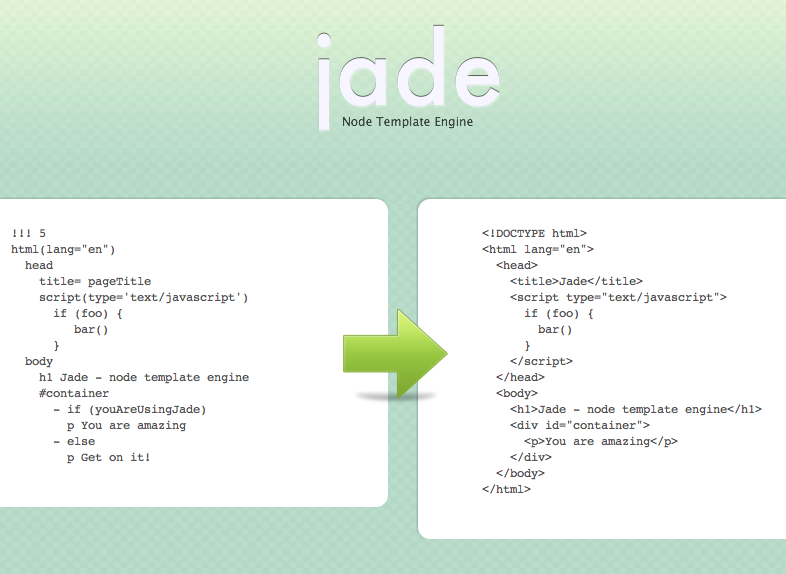 jade
Node Template Engine
!!! 5
html(lang="en")
  head
    title= pageTitle
    script(type='text/javascript')
      if (foo) {
         bar()
      }
  body
    h1 Jade - node template engine
    #container
      - if (youAreUsingJade)
        p You are amazing
      - else
        p Get on it!
<!DOCTYPE html>
<html lang="en">
  <head>
    <title>Jade</title>
    <script type="text/javascript">
      if (foo) {
        bar()
      }
    </script>
  </head>
  <body>
    <h1>Jade - node template engine</h1>
    <div id="container">
      <p>You are amazing</p>
    </div>
  </body>
</html>